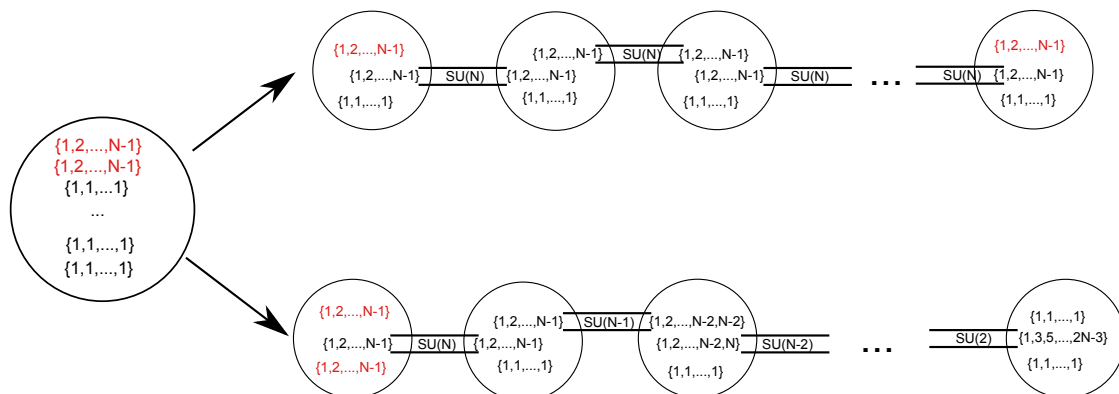 {1,2,...,N-1}
{1,2,...,N-1}
{1,1,...1}
...
{1,1,...,1}
{1,1,...,1}
{1,2,...,N-1}
{1,2,...,N-1}
{1,1,...,1}
SU(N)
{1,2,...,N-1}
{1,2,...,N-1}
{1,1,...,1}
SU(N)
{1,2,...,N-1}
{1,2,...,N-1}
{1,1,...,1}
SU(N)
...
SU(N)
{1,2,...,N-1}
{1,2,...,N-1}
{1,1,...,1}
{1,2,...,N-1}
{1,2,...,N-1}
{1,2,...,N-1}
SU(N)
{1,2,...,N-1}
{1,2,...,N-1}
{1,1,...,1}
SU(N-1)
{1,2,...,N-2,N-2}
{1,2,...,N-2,N}
{1,1,...,1}
SU(N-2)
...
SU(2)
{1,1,...,1}
{1,3,5,...,2N-3}
{1,1,...,1}